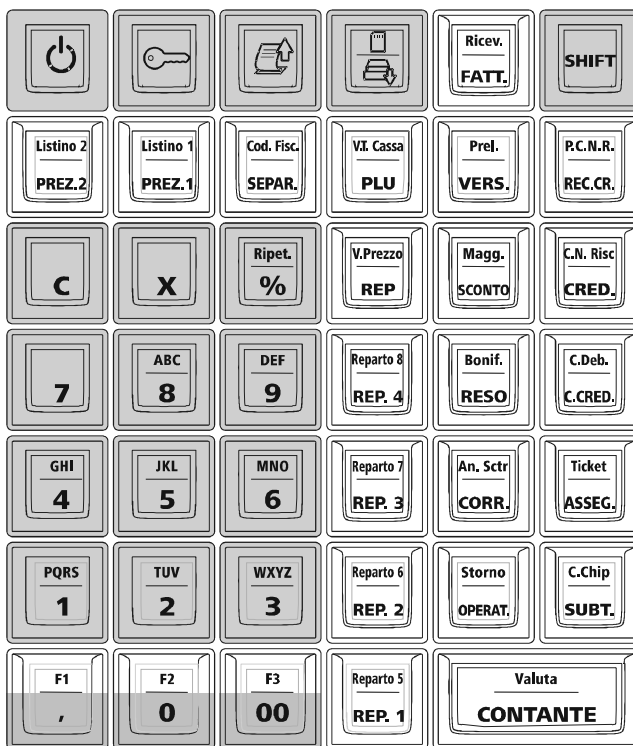 Ricev.
FATT.
SHIFT
Listino 2
PREZ.2
Listino 1
PREZ.1
Cod. Fisc.
SEPAR.
V.T. Cassa
PLU
Prel.
VERS.
P.C.N.R.
REC.CR.
C
X
Ripet.
%
V.Prezzo
REP
Magg.
SCONTO
C.N. Risc
CRED.
7
ABC
8
DEF
9
Reparto 8
REP. 4
Bonif.
RESO
C.Deb.
C.CRED.
GHI
4
JKL
5
MNO
6
Reparto 7
REP. 3
An. Sctr
CORR.
Ticket
ASSEG.
PQRS
1
TUV
2
WXYZ
3
Reparto 6
REP. 2
Storno
OPERAT.
C.Chip
SUBT.
F1
,
F2
0
F3
00
Reparto 5
REP. 1
Valuta
CONTANTE